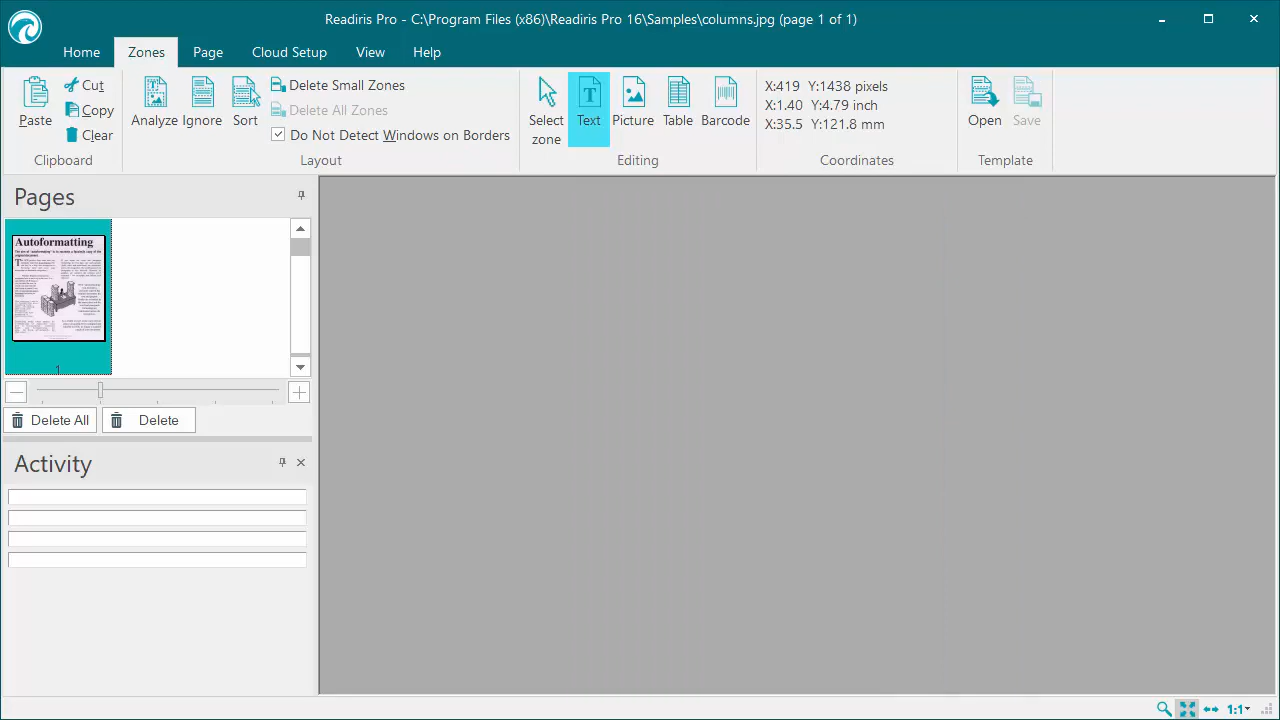 Readiris Pro - C:\Program Files (x86)\Readiris Pro 16\Samples\columns.jpg (page 1 of 1)
Home Zones Page Cloud Setup View Help
Paste Cut Copy Clear
Clipboard
Analyze Ignore Sort
Delete Small Zones
Delete All Zones
Do Not Detect Windows on Borders
Layout
Select zone Text Picture Table Barcode
Editing
X:419 Y:1438 pixels
X:1.40 Y:4.79 inch
X:35.5 Y:121.8 mm
Coordinates
Open Save
Template
Pages
Autoformatting
1
Delete All Delete
Activity
1:1